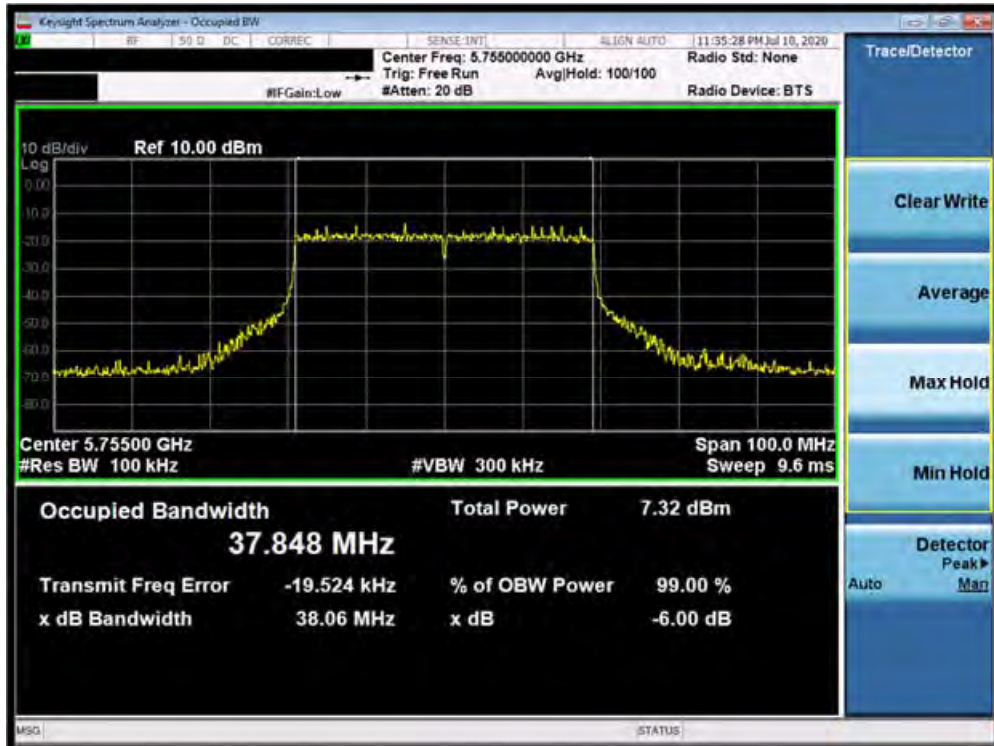 Keysight Spectrum Analyzer - Occupied BW
RF 50 Ω DC CORREC SENSE:INT ALIGN AUTO 11:35:28 PM Jul 10, 2020
Center Freq: 5.755000000 GHz Radio Std: None
Trig: Free Run Avg|Hold: 100/100
#IFGain:Low #Atten: 20 dB Radio Device: BTS
Trace/Detector
10 dB/div Ref 10.00 dBm
Log
0.00
-10.0
-20.0
-30.0
-40.0
-50.0
-60.0
-70.0
-80.0
Center 5.75500 GHz Span 100.0 MHz
#Res BW 100 kHz #VBW 300 kHz Sweep 9.6 ms
Occupied Bandwidth Total Power 7.32 dBm
37.848 MHz
Transmit Freq Error -19.524 kHz % of OBW Power 99.00 %
x dB Bandwidth 38.06 MHz x dB -6.00 dB
Clear Write
Average
Max Hold
Min Hold
Detector
Peak▶
Auto Man
MSG STATUS